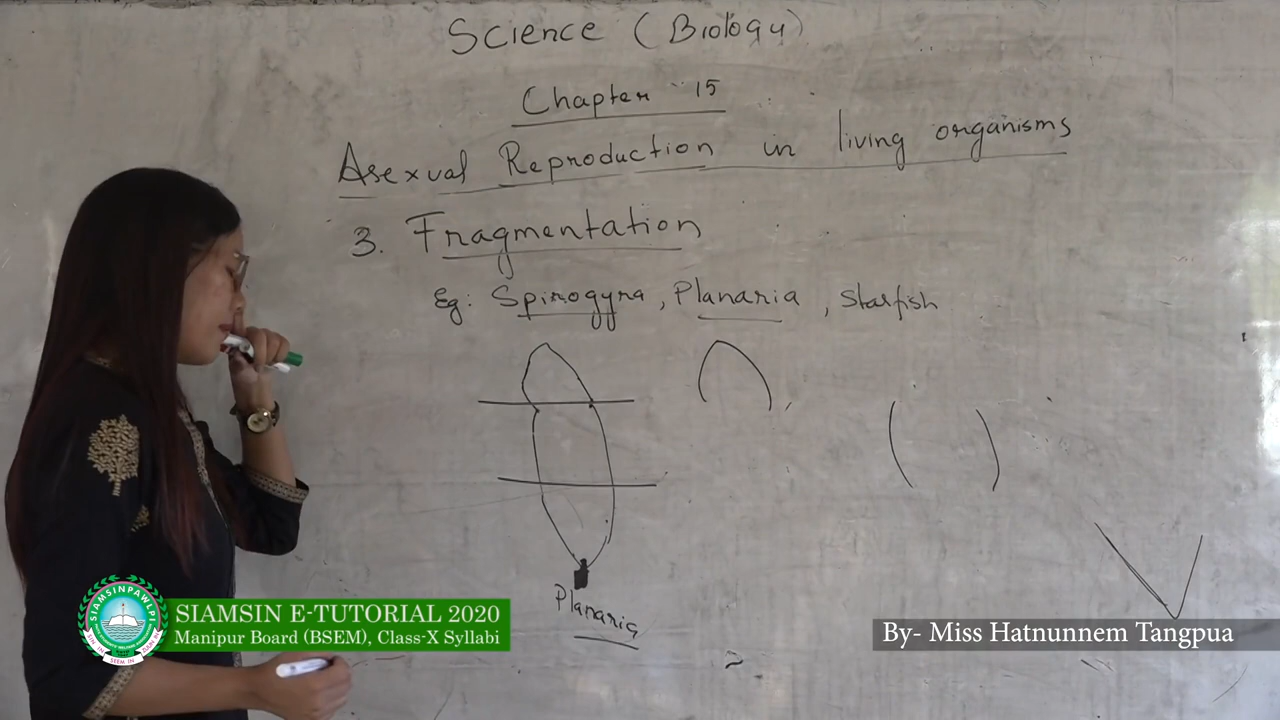 Science (Biology)
Chapter 15
Asexual Reproduction in living organisms
3. Fragmentation
Eg: Spirogyra, Planaria, Starfish
Planaria
SIAMSINPAWLPI
SIAMSIN E-TUTORIAL 2020
Manipur Board (BSEM), Class-X Syllabi
By- Miss Hatnunnem Tangpua